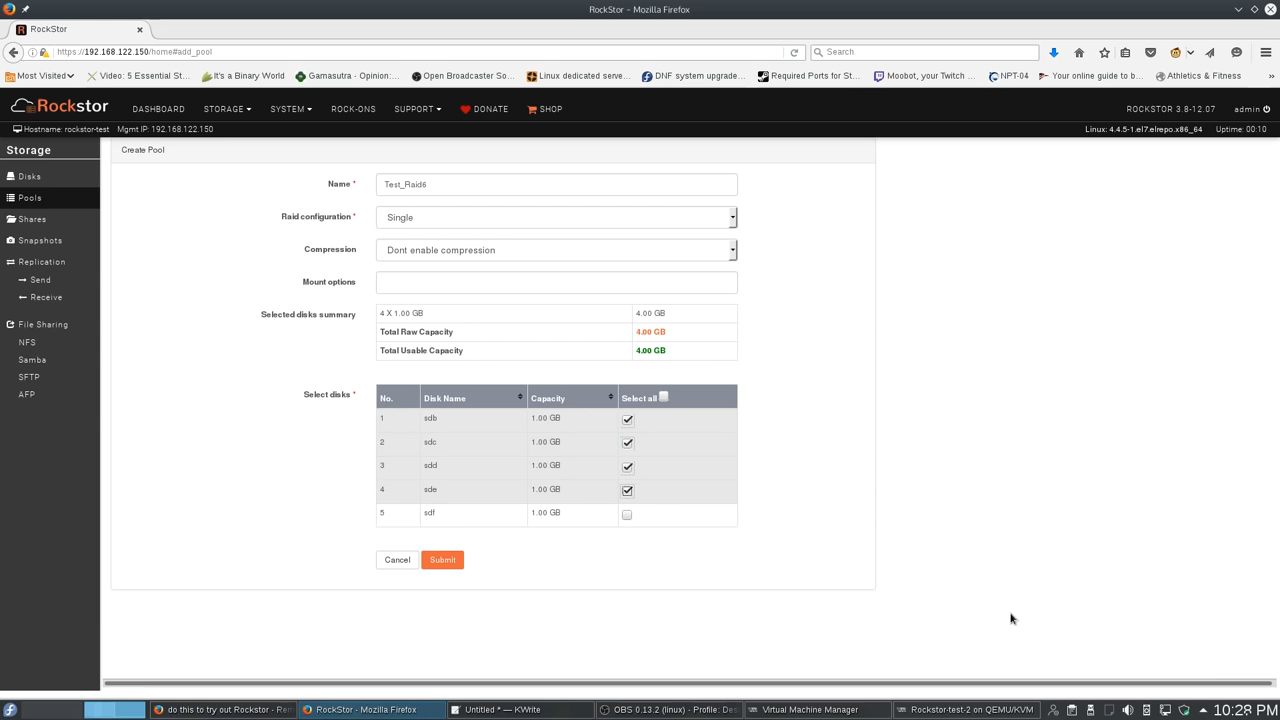 RockStor - Mozilla Firefox
RockStor
https://192.168.122.150/home#add_pool
Search
Most Visited
Video: 5 Essential St...
It's a Binary World
Gamasutra - Opinion:...
Open Broadcaster So...
Linux dedicated serve...
DNF system upgrade...
Required Ports for St...
Moobot, your Twitch ...
NPT-04
Your online guide to b...
Athletics & Fitness
»
Rockstor
DASHBOARD
STORAGE
SYSTEM
ROCK-ONS
SUPPORT
DONATE
SHOP
ROCKSTOR 3.8-12.07
admin
Hostname: rockstor-test
Mgmt IP: 192.168.122.150
Linux: 4.4.5-1.el7.elrepo.x86_64
Uptime: 00:10
Storage
Disks
Pools
Shares
Snapshots
Replication
Send
Receive
File Sharing
NFS
Samba
SFTP
AFP
Create Pool
Name *
Test_Raid6
Raid configuration *
Single
Compression
Dont enable compression
Mount options
Selected disks summary
4 X 1.00 GB 4.00 GB
Total Raw Capacity 4.00 GB
Total Usable Capacity 4.00 GB
Select disks *
No. Disk Name Capacity Select all
1 sdb 1.00 GB
2 sdc 1.00 GB
3 sdd 1.00 GB
4 sde 1.00 GB
5 sdf 1.00 GB
Cancel
Submit
do this to try out Rockstor - Re
RockStor - Mozilla Firefox
Untitled * — KWrite
OBS 0.13.2 (linux) - Profile: Des
Virtual Machine Manager
Rockstor-test-2 on QEMU/KVM
10:28 PM